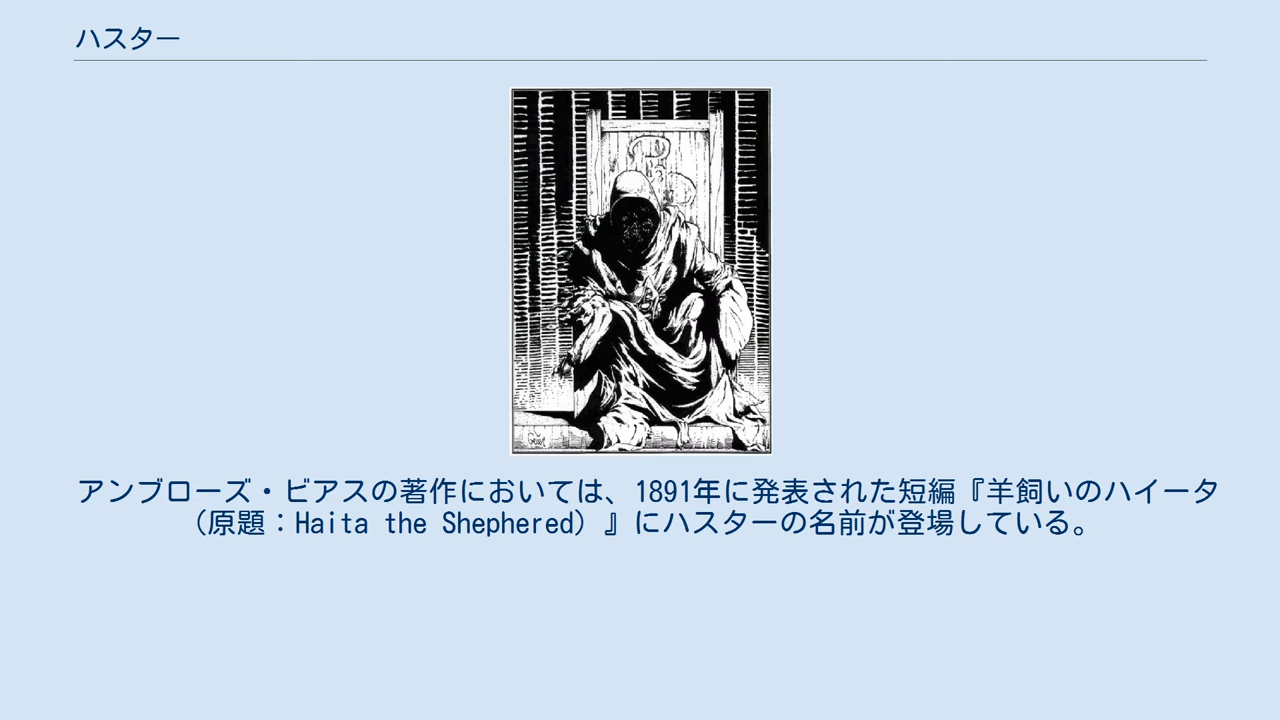 ハスター
アンブローズ・ビアスの著作においては、1891年に発表された短編『羊飼いのハイータ
（原題：Haita the Shephered）』にハスターの名前が登場している。